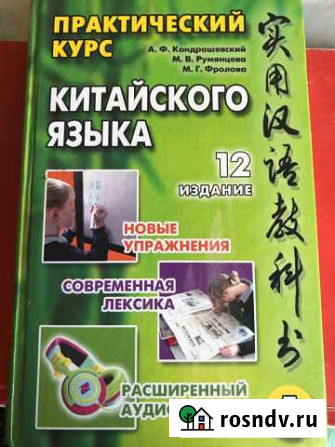 ПРАКТИЧЕСКИЙ
КУРС
А. Ф. Кондрашевский
М. В. Румянцева
М. Г. Фролова
КИТАЙСКОГО
ЯЗЫКА
实用汉语教科书
12
ИЗДАНИЕ
НОВЫЕ
УПРАЖНЕНИЯ
СОВРЕМЕННАЯ
ЛЕКСИКА
РАСШИРЕННЫЙ
rosndv.ru